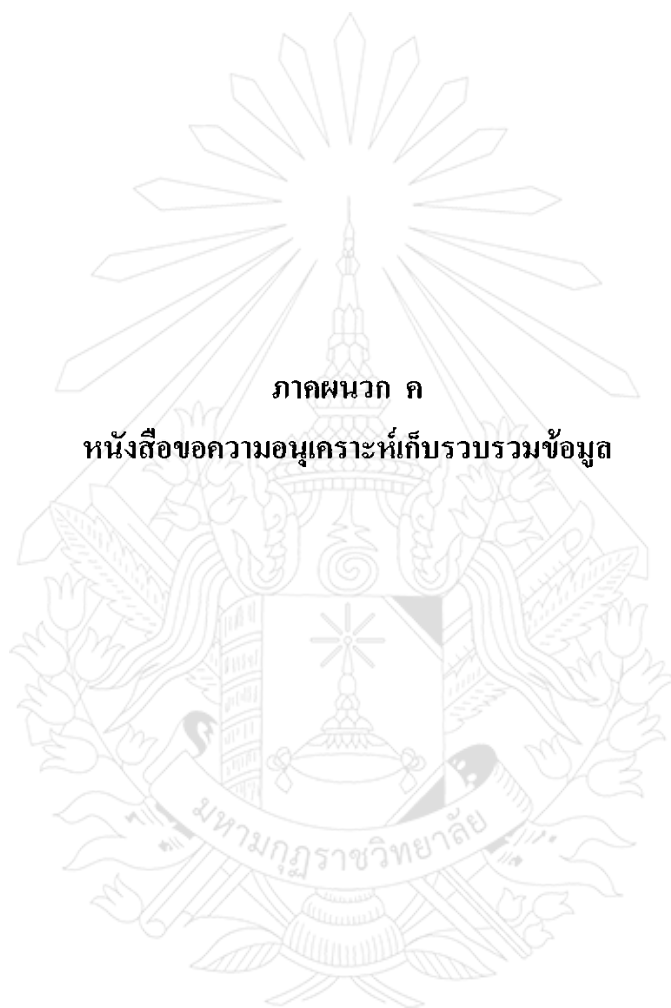 ภาคผนวก ค
หนังสือขอความอนุเคราะห์เก็บรวบรวมข้อมูล
มหามกุฏราชวิทยาลัย